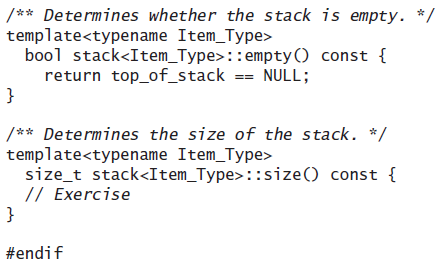 /** Determines whether the stack is empty. */
template<typename Item_Type>
  bool stack<Item_Type>::empty() const {
    return top_of_stack == NULL;
}

/** Determines the size of the stack. */
template<typename Item_Type>
  size_t stack<Item_Type>::size() const {
  // Exercise
}

#endif